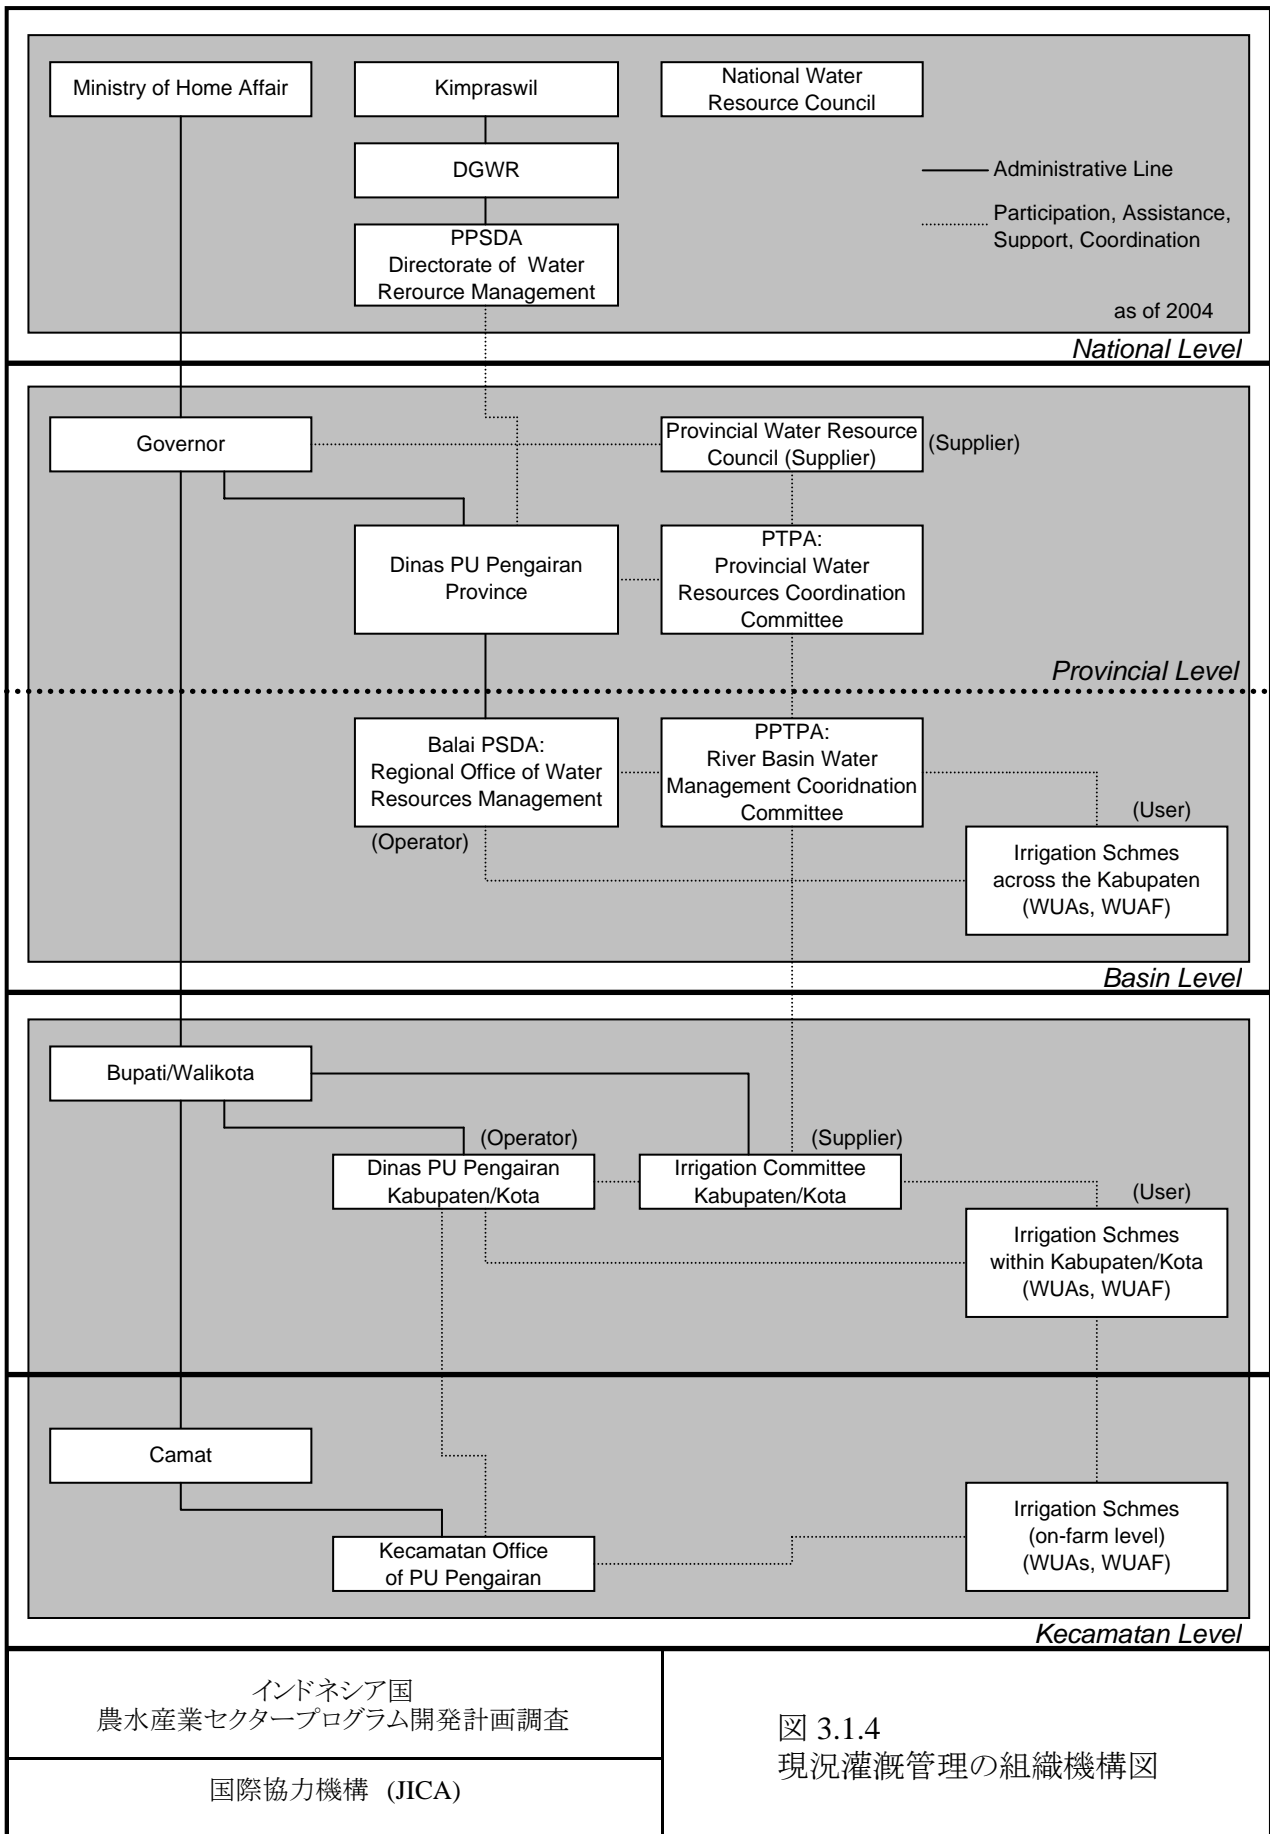 Ministry of Home Affair
Kimpraswil
National Water
Resource Council
DGWR
Administrative Line
Participation, Assistance,
Support, Coordination
PPSDA
Directorate of Water
Rerource Management
as of 2004
National Level
Governor
Provincial Water Resource
Council (Supplier)
(Supplier)
Dinas PU Pengairan
Province
PTPA:
Provincial Water
Resources Coordination
Committee
Provincial Level
Balai PSDA:
Regional Office of Water
Resources Management
(Operator)
PPTPA:
River Basin Water
Management Cooridnation
Committee
(User)
Irrigation Schmes
across the Kabupaten
(WUAs, WUAF)
Basin Level
Bupati/Walikota
(Operator)
Dinas PU Pengairan
Kabupaten/Kota
(Supplier)
Irrigation Committee
Kabupaten/Kota
(User)
Irrigation Schmes
within Kabupaten/Kota
(WUAs, WUAF)
Camat
Kecamatan Office
of PU Pengairan
Irrigation Schmes
(on-farm level)
(WUAs, WUAF)
Kecamatan Level
インドネシア国
農水産業セクタープログラム開発計画調査
国際協力機構 (JICA)
図 3.1.4
現況灌漑管理の組織機構図